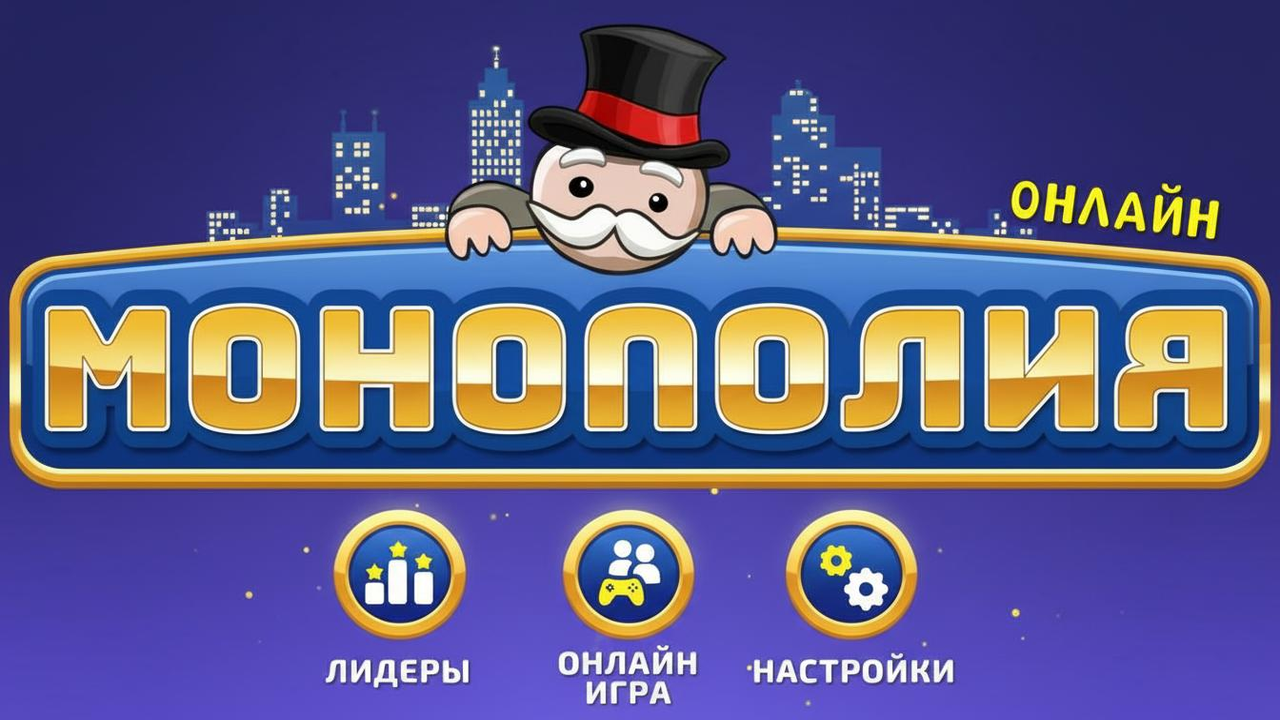 ОНЛАЙН
МОНОПОЛИЯ
ЛИДЕРЫ
ОНЛАЙН
ИГРА
НАСТРОЙКИ